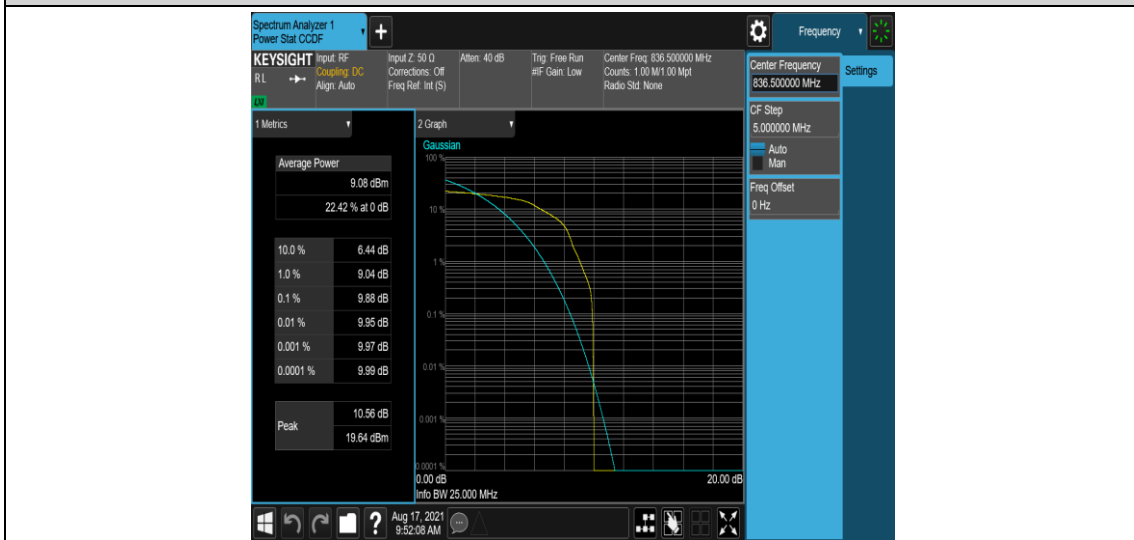 Spectrum Analyzer 1
Power Stat CCDF
+
Frequency
KEYSIGHT
RL
LXI
Input: RF
Coupling: DC
Align: Auto
Input Z: 50 Ω
Corrections: Off
Freq Ref: Int (S)
Atten: 40 dB
Trig: Free Run
#IF Gain: Low
Center Freq: 836.500000 MHz
Counts: 1.00 M/1.00 Mpt
Radio Std: None
Center Frequency
836.500000 MHz
Settings
CF Step
5.000000 MHz
Auto
Man
Freq Offset
0 Hz
1 Metrics
Average Power
9.08 dBm
22.42 % at 0 dB
10.0 % 6.44 dB
1.0 % 9.04 dB
0.1 % 9.88 dB
0.01 % 9.95 dB
0.001 % 9.97 dB
0.0001 % 9.99 dB
Peak
10.56 dB
19.64 dBm
2 Graph
Gaussian
100 %
10 %
1 %
0.1 %
0.01 %
0.001 %
0.0001 %
0.00 dB 20.00 dB
Info BW 25.000 MHz
?
Aug 17, 2021
9:52:08 AM